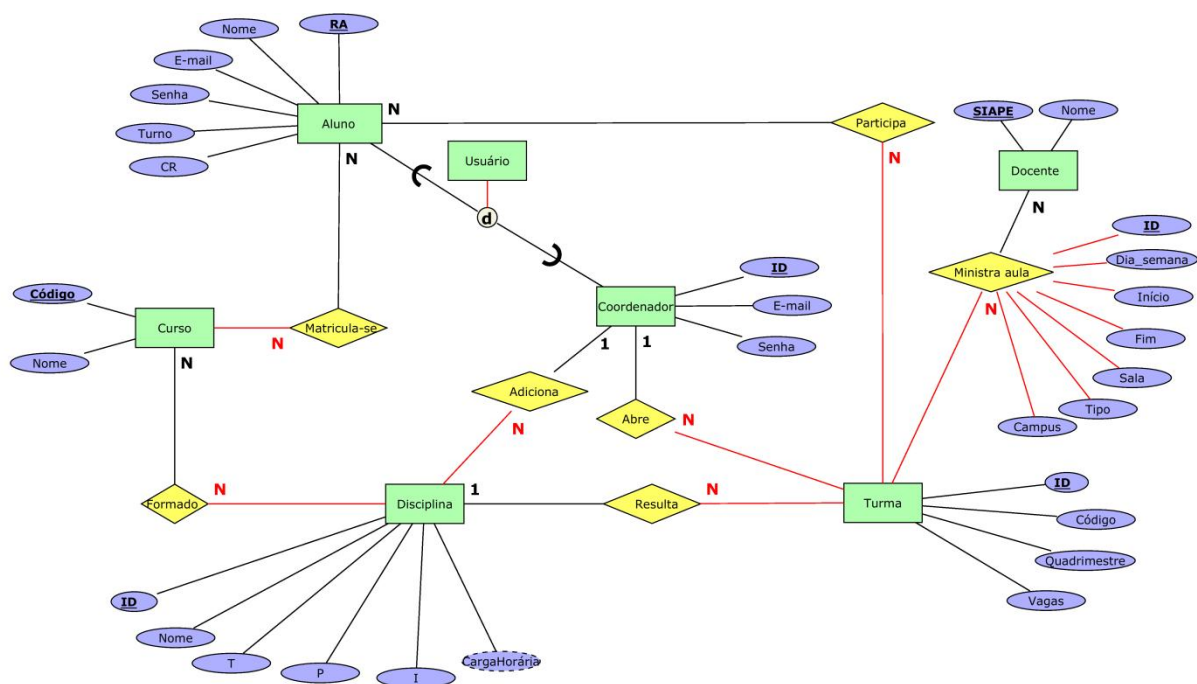 RA
Nome
E-mail
Senha
Turno
CR
Aluno
N
N
Usuário
d
Participa
N
SIAPE
Nome
Docente
N
Ministra aula
N
ID
Dia_semana
Início
Fim
Sala
Tipo
Campus
Código
Nome
Curso
N
N
Matricula-se
Coordenador
1
1
ID
E-mail
Senha
Adiciona
N
Abre
N
Formado
N
Disciplina
1
Resulta
N
Turma
ID
Código
Quadrimestre
Vagas
ID
Nome
T
P
I
CargaHorária